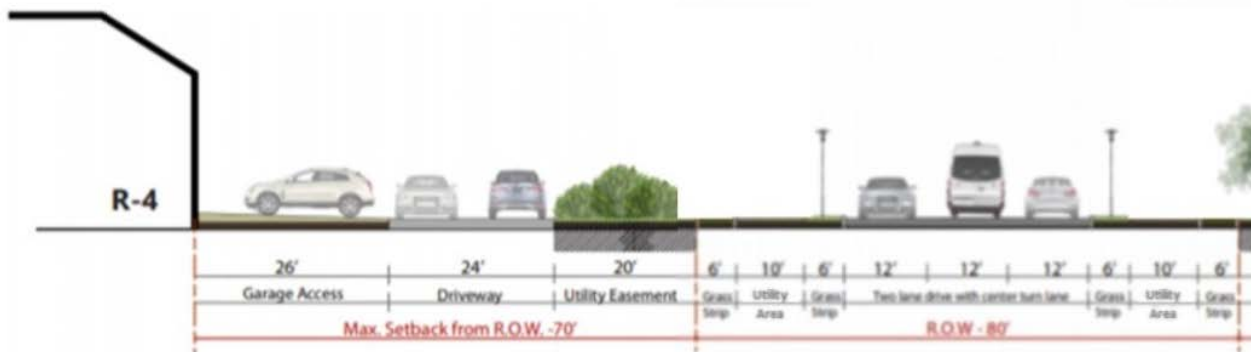 R-4
26' 24' 20' 6' 10' 6' 12' 12' 12' 6' 10' 6'
Garage Access Driveway Utility Easement Grass Strip Utility Area Grass Strip Two lane drive with center turn lane Grass Strip Utility Area Grass Strip
Max. Setback from R.O.W. -70' R.O.W - 80'